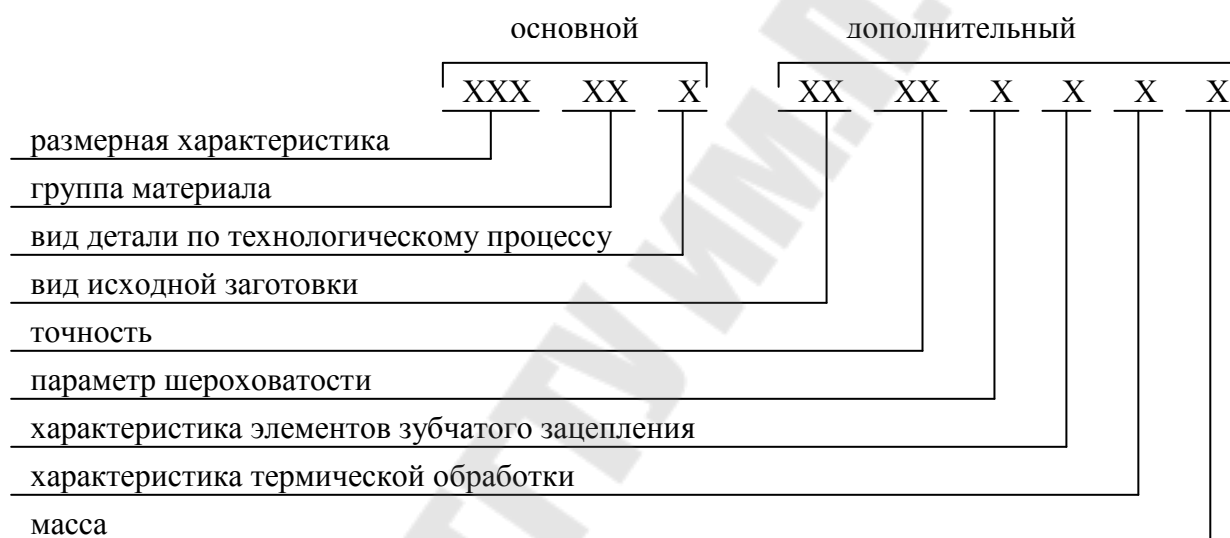 основной дополнительный
XXX XX X XX XX X X X X
размерная характеристика
группа материала
вид детали по технологическому процессу
вид исходной заготовки
точность
параметр шероховатости
характеристика элементов зубчатого зацепления
характеристика термической обработки
масса